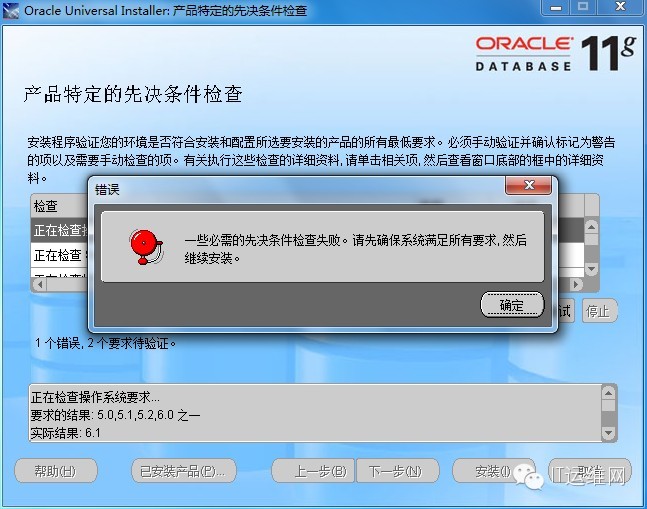 Oracle Universal Installer: 产品特定的先决条件检查
ORACLE
DATABASE 11g
产品特定的先决条件检查
安装程序验证您的环境是否符合安装和配置所选要安装的产品的所有最低要求。必须手动验证并确认标记为警告
的项以及需要手动检查的项。有关执行这些检查的详细资料, 请单击相关项, 然后查看窗口底部的框中的详细资
料。
检查
正在检查
正在检查
错误
一些必需的先决条件检查失败。请先确保系统满足所有要求, 然后
继续安装。
确定
试
停止
1 个错误, 2 个要求待验证。
正在检查操作系统要求...
要求的结果: 5.0,5.1,5.2,6.0 之一
实际结果: 6.1
帮助(H)
已安装产品(P)...
上一步(B)
下一步(N)
安装(I)
取消
IT运维网